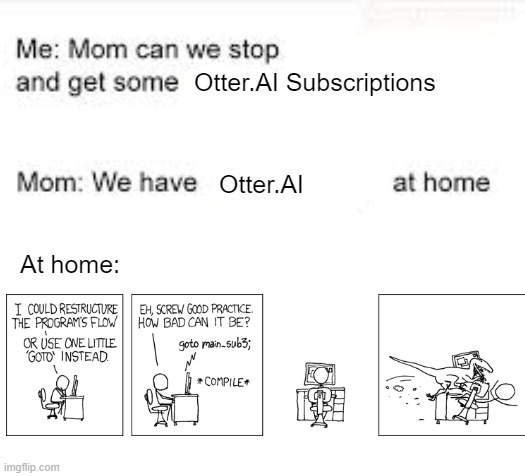 Me: Mom can we stop
and get some Otter.AI Subscriptions
Mom: We have Otter.AI at home
At home:
I COULD RESTRUCTURE
THE PROGRAM'S FLOW
OR USE ONE LITTLE
'GOTO' INSTEAD.
EH, SCREW GOOD PRACTICE.
HOW BAD CAN IT BE?
goto main_sub3;
*COMPILE*
imgflip.com